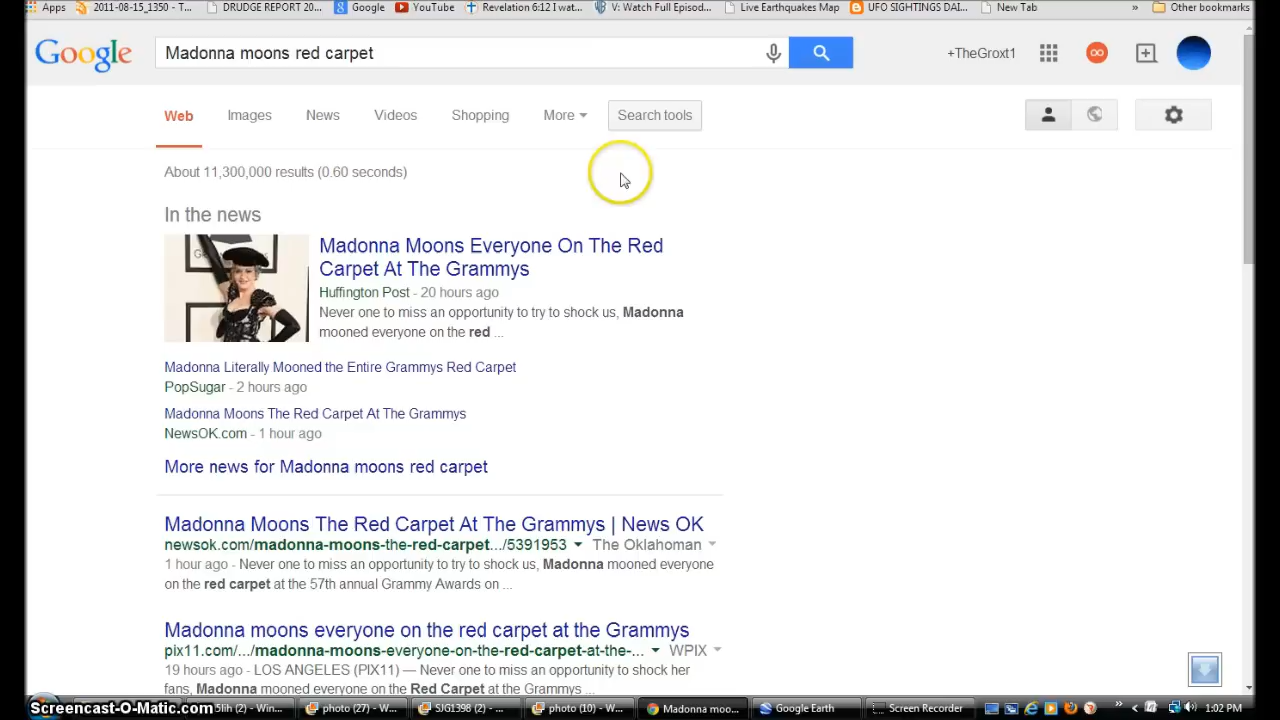 Apps 2011-08-15_1350 - T... DRUDGE REPORT 20... Google YouTube Revelation 6:12 I wat... V: Watch Full Episod... Live Earthquakes Map UFO SIGHTINGS DAI... New Tab » Other bookmarks
Google Madonna moons red carpet +TheGroxt1
Web Images News Videos Shopping More Search tools
About 11,300,000 results (0.60 seconds)
In the news
Madonna Moons Everyone On The Red
Carpet At The Grammys
Huffington Post - 20 hours ago
Never one to miss an opportunity to try to shock us, Madonna
mooned everyone on the red ...
Madonna Literally Mooned the Entire Grammys Red Carpet
PopSugar - 2 hours ago
Madonna Moons The Red Carpet At The Grammys
NewsOK.com - 1 hour ago
More news for Madonna moons red carpet
Madonna Moons The Red Carpet At The Grammys | News OK
newsok.com/madonna-moons-the-red-carpet.../5391953 The Oklahoman
1 hour ago - Never one to miss an opportunity to try to shock us, Madonna mooned everyone
on the red carpet at the 57th annual Grammy Awards on ...
Madonna moons everyone on the red carpet at the Grammys
pix11.com/.../madonna-moons-everyone-on-the-red-carpet-at-the-... WPIX
19 hours ago - LOS ANGELES (PIX11) — Never one to miss an opportunity to shock her
fans, Madonna mooned everyone on the Red Carpet at the Grammys ...
Screencast-O-Matic.com 5lih (2) - Win... photo (27) - W... SJG1398 (2) - ... photo (10) - W... Madonna moo... Google Earth Screen Recorder » 1:02 PM